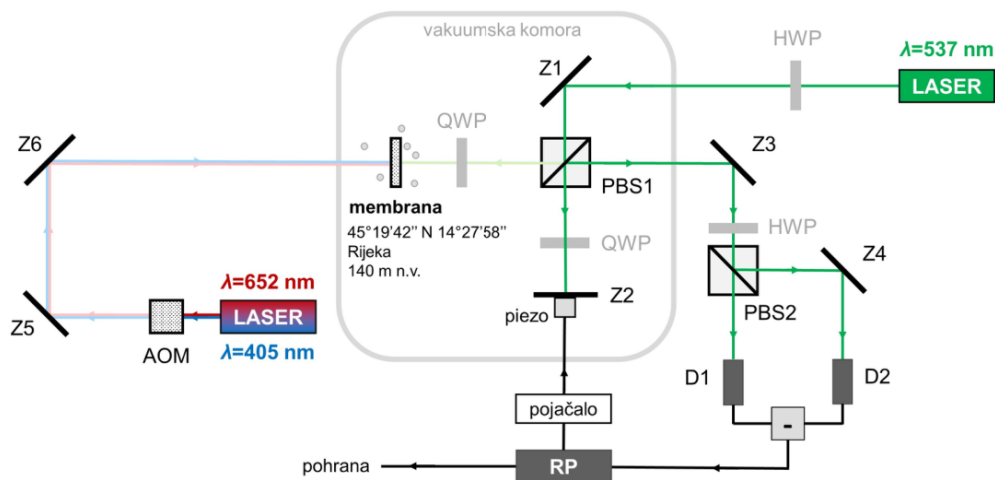 vakuumska komora
HWP
λ=537 nm
Z1
LASER
Z6
QWP
Z3
PBS1
membrana
45°19'42'' N 14°27'58''
Rijeka
140 m n.v.
QWP
HWP
Z4
λ=652 nm
Z2
LASER
piezo
PBS2
Z5
AOM
λ=405 nm
D1
D2
pojačalo
-
pohrana
RP